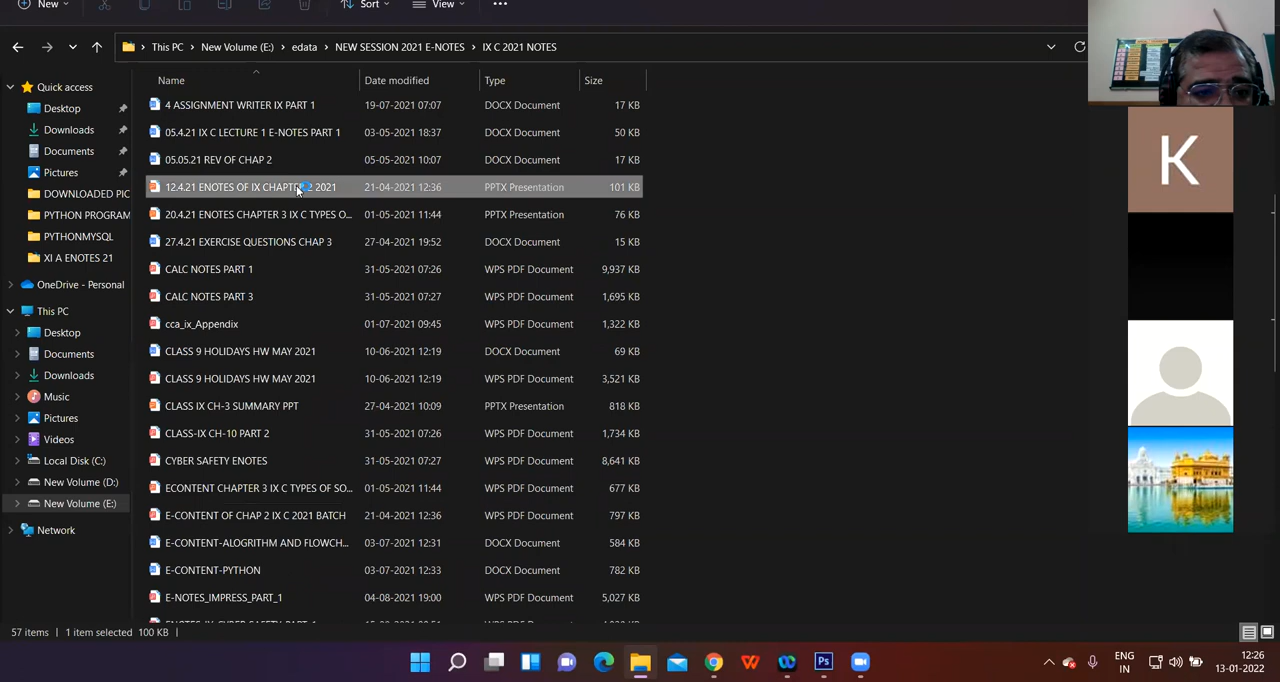 New
Sort
View
This PC
New Volume (E:)
edata
NEW SESSION 2021 E-NOTES
IX C 2021 NOTES
Name
Date modified
Type
Size
Quick access
Desktop
Downloads
Documents
Pictures
DOWNLOADED PIC
PYTHON PROGRAM
PYTHONMYSQL
XI A ENOTES 21
OneDrive - Personal
This PC
Desktop
Documents
Downloads
Music
Pictures
Videos
Local Disk (C:)
New Volume (D:)
New Volume (E:)
Network
4 ASSIGNMENT WRITER IX PART 1 19-07-2021 07:07 DOCX Document 17 KB
05.4.21 IX C LECTURE 1 E-NOTES PART 1 03-05-2021 18:37 DOCX Document 50 KB
05.05.21 REV OF CHAP 2 05-05-2021 10:07 DOCX Document 17 KB
12.4.21 ENOTES OF IX CHAPTER 2 2021 21-04-2021 12:36 PPTX Presentation 101 KB
20.4.21 ENOTES CHAPTER 3 IX C TYPES O... 01-05-2021 11:44 PPTX Presentation 76 KB
27.4.21 EXERCISE QUESTIONS CHAP 3 27-04-2021 19:52 DOCX Document 15 KB
CALC NOTES PART 1 31-05-2021 07:26 WPS PDF Document 9,937 KB
CALC NOTES PART 3 31-05-2021 07:27 WPS PDF Document 1,695 KB
cca_ix_Appendix 01-07-2021 09:45 WPS PDF Document 1,322 KB
CLASS 9 HOLIDAYS HW MAY 2021 10-06-2021 12:19 DOCX Document 69 KB
CLASS 9 HOLIDAYS HW MAY 2021 10-06-2021 12:19 WPS PDF Document 3,521 KB
CLASS IX CH-3 SUMMARY PPT 27-04-2021 10:09 PPTX Presentation 818 KB
CLASS-IX CH-10 PART 2 31-05-2021 07:26 WPS PDF Document 1,734 KB
CYBER SAFETY ENOTES 31-05-2021 07:27 WPS PDF Document 8,641 KB
ECONTENT CHAPTER 3 IX C TYPES OF SO... 01-05-2021 11:44 WPS PDF Document 677 KB
E-CONTENT OF CHAP 2 IX C 2021 BATCH 21-04-2021 12:36 WPS PDF Document 797 KB
E-CONTENT-ALOGRITHM AND FLOWCH... 03-07-2021 12:31 DOCX Document 584 KB
E-CONTENT-PYTHON 03-07-2021 12:33 DOCX Document 782 KB
E-NOTES_IMPRESS_PART_1 04-08-2021 19:00 WPS PDF Document 5,027 KB
K
57 items 1 item selected 100 KB
ENG
IN
12:26
13-01-2022